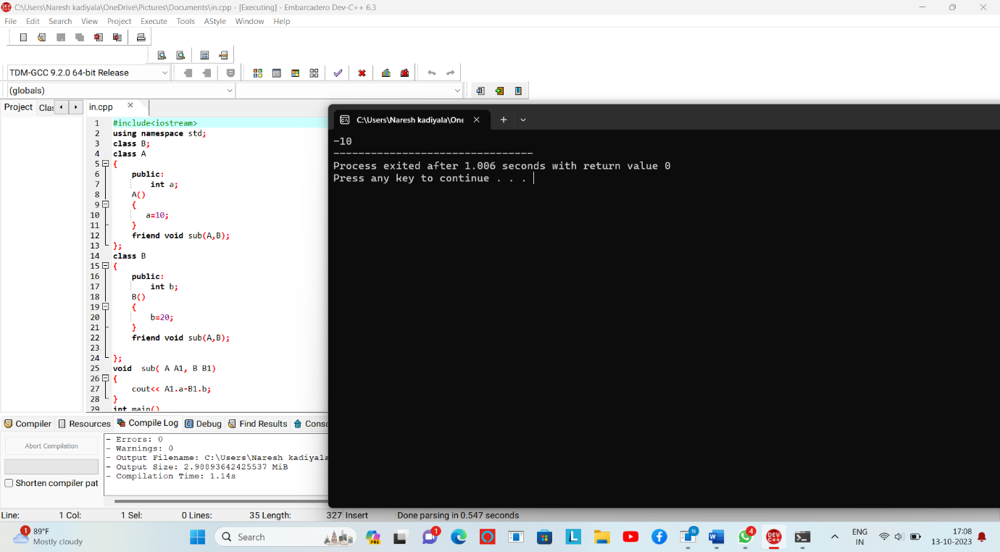 C:\Users\Naresh kadiyala\OneDrive\Pictures\Documents\in.cpp - [Executing] - Embarcadero Dev-C++ 6.3
File Edit Search View Project Execute Tools AStyle Window Help
TDM-GCC 9.2.0 64-bit Release
(globals)
Project Clas
in.cpp
1 #include<iostream>
2 using namespace std;
3 class B;
4 class A
5 {
6 public:
7 int a;
8 A()
9 {
10 a=10;
11 }
12 friend void sub(A,B);
13 };
14 class B
15 {
16 public:
17 int b;
18 B()
19 {
20 b=20;
21 }
22 friend void sub(A,B);
23
24 };
25 void sub( A A1, B B1)
26 {
27 cout<< A1.a-B1.b;
28 }
29 int main()
C:\Users\Naresh kadiyala\One
-10
--------------------------------
Process exited after 1.006 seconds with return value 0
Press any key to continue . . .
Compiler Resources Compile Log Debug Find Results Conso
Abort Compilation
Shorten compiler pat
- Errors: 0
- Warnings: 0
- Output Filename: C:\Users\Naresh kadiyala
- Output Size: 2.98893642425537 MiB
- Compilation Time: 1.14s
Line: 1 Col: 1 Sel: 0 Lines: 35 Length: 327 Insert Done parsing in 0.547 seconds
1
89°F
Mostly cloudy
Search
PRE
1
L
N
4
DEV
C++
ENG
IN
17:08
13-10-2023